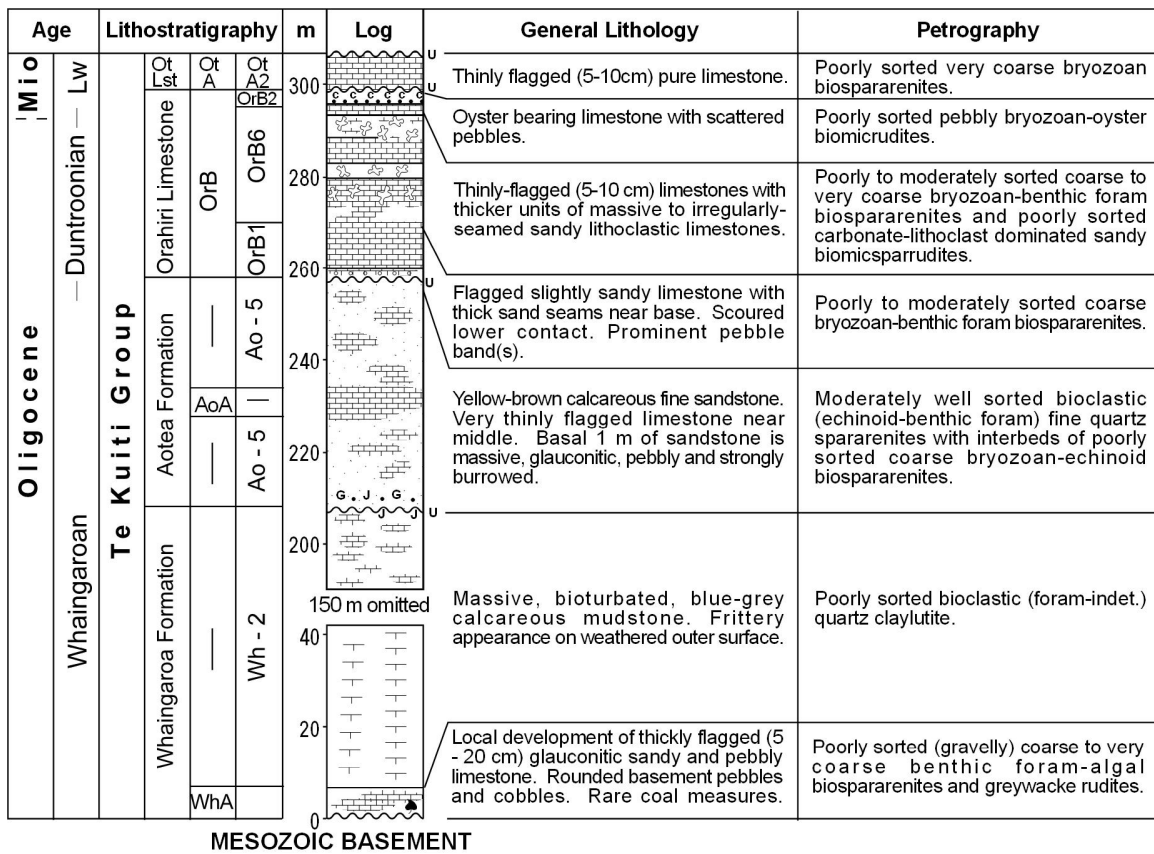 Age Lithostratigraphy m Log General Lithology Petrography
Mio
Oligocene
Lw
Duntroonian
Whaingaroan
Te Kuiti Group
Ot Lst
Orahiri Limestone
Aotea Formation
Whaingaroa Formation
Ot A
OrB
AoA
WhA
Ot A2
OrB2
OrB6
OrB1
Ao - 5
Ao - 5
Wh - 2
300
280
260
240
220
200
40
20
0
U
U
C C C C C C
U
G J G
J J U
150 m omitted
Thinly flagged (5-10cm) pure limestone.
Oyster bearing limestone with scattered
pebbles.
Thinly-flagged (5-10 cm) limestones with
thicker units of massive to irregularly-
seamed sandy lithoclastic limestones.
Flagged slightly sandy limestone with
thick sand seams near base. Scoured
lower contact. Prominent pebble
band(s).
Yellow-brown calcareous fine sandstone.
Very thinly flagged limestone near
middle. Basal 1 m of sandstone is
massive, glauconitic, pebbly and strongly
burrowed.
Massive, bioturbated, blue-grey
calcareous mudstone. Frittery
appearance on weathered outer surface.
Local development of thickly flagged (5
- 20 cm) glauconitic sandy and pebbly
limestone. Rounded basement pebbles
and cobbles. Rare coal measures.
Poorly sorted very coarse bryozoan
biospararenites.
Poorly sorted pebbly bryozoan-oyster
biomicrudites.
Poorly to moderately sorted coarse to
very coarse bryozoan-benthic foram
biospararenites and poorly sorted
carbonate-lithoclast dominated sandy
biomicsparrudites.
Poorly to moderately sorted coarse
bryozoan-benthic foram biospararenites.
Moderately well sorted bioclastic
(echinoid-benthic foram) fine quartz
spararenites with interbeds of poorly
sorted coarse bryozoan-echinoid
biospararenites.
Poorly sorted bioclastic (foram-indet.)
quartz claylutite.
Poorly sorted (gravelly) coarse to very
coarse benthic foram-algal
biospararenites and greywacke rudites.
MESOZOIC BASEMENT